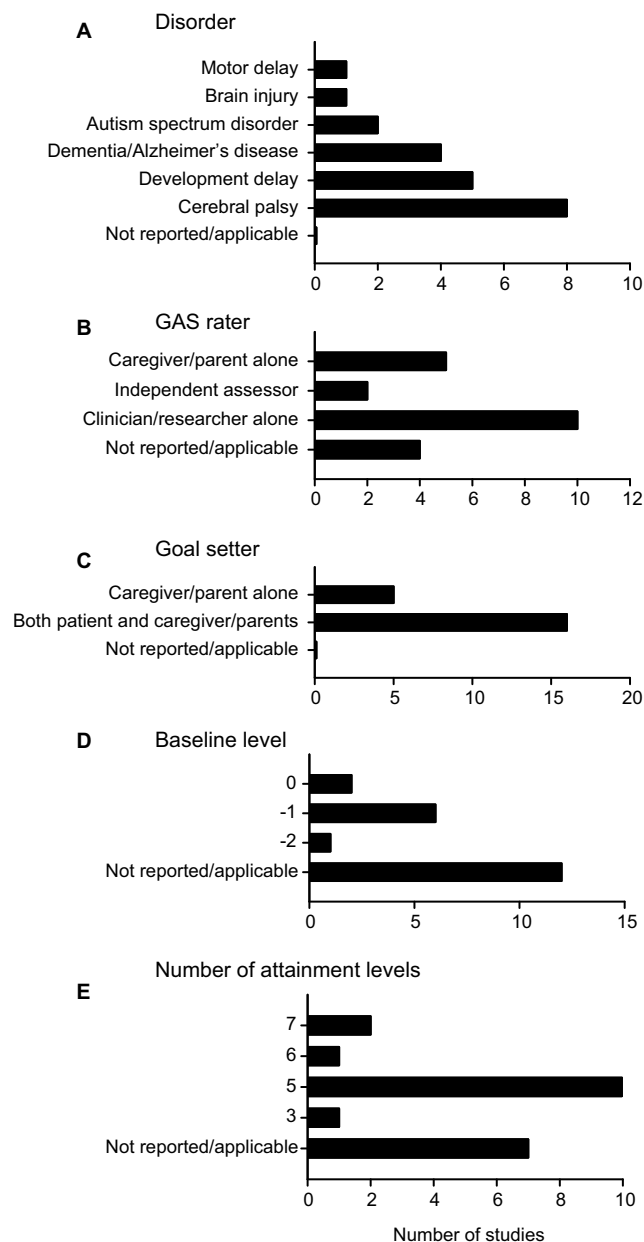 A Disorder
Motor delay
Brain injury
Autism spectrum disorder
Dementia/Alzheimer's disease
Development delay
Cerebral palsy
Not reported/applicable
0 2 4 6 8 10
B GAS rater
Caregiver/parent alone
Independent assessor
Clinician/researcher alone
Not reported/applicable
0 2 4 6 8 10 12
C Goal setter
Caregiver/parent alone
Both patient and caregiver/parents
Not reported/applicable
0 5 10 15 20
D Baseline level
0
-1
-2
Not reported/applicable
0 5 10 15
Number of attainment levels
E
7
6
5
3
Not reported/applicable
0 2 4 6 8 10
Number of studies